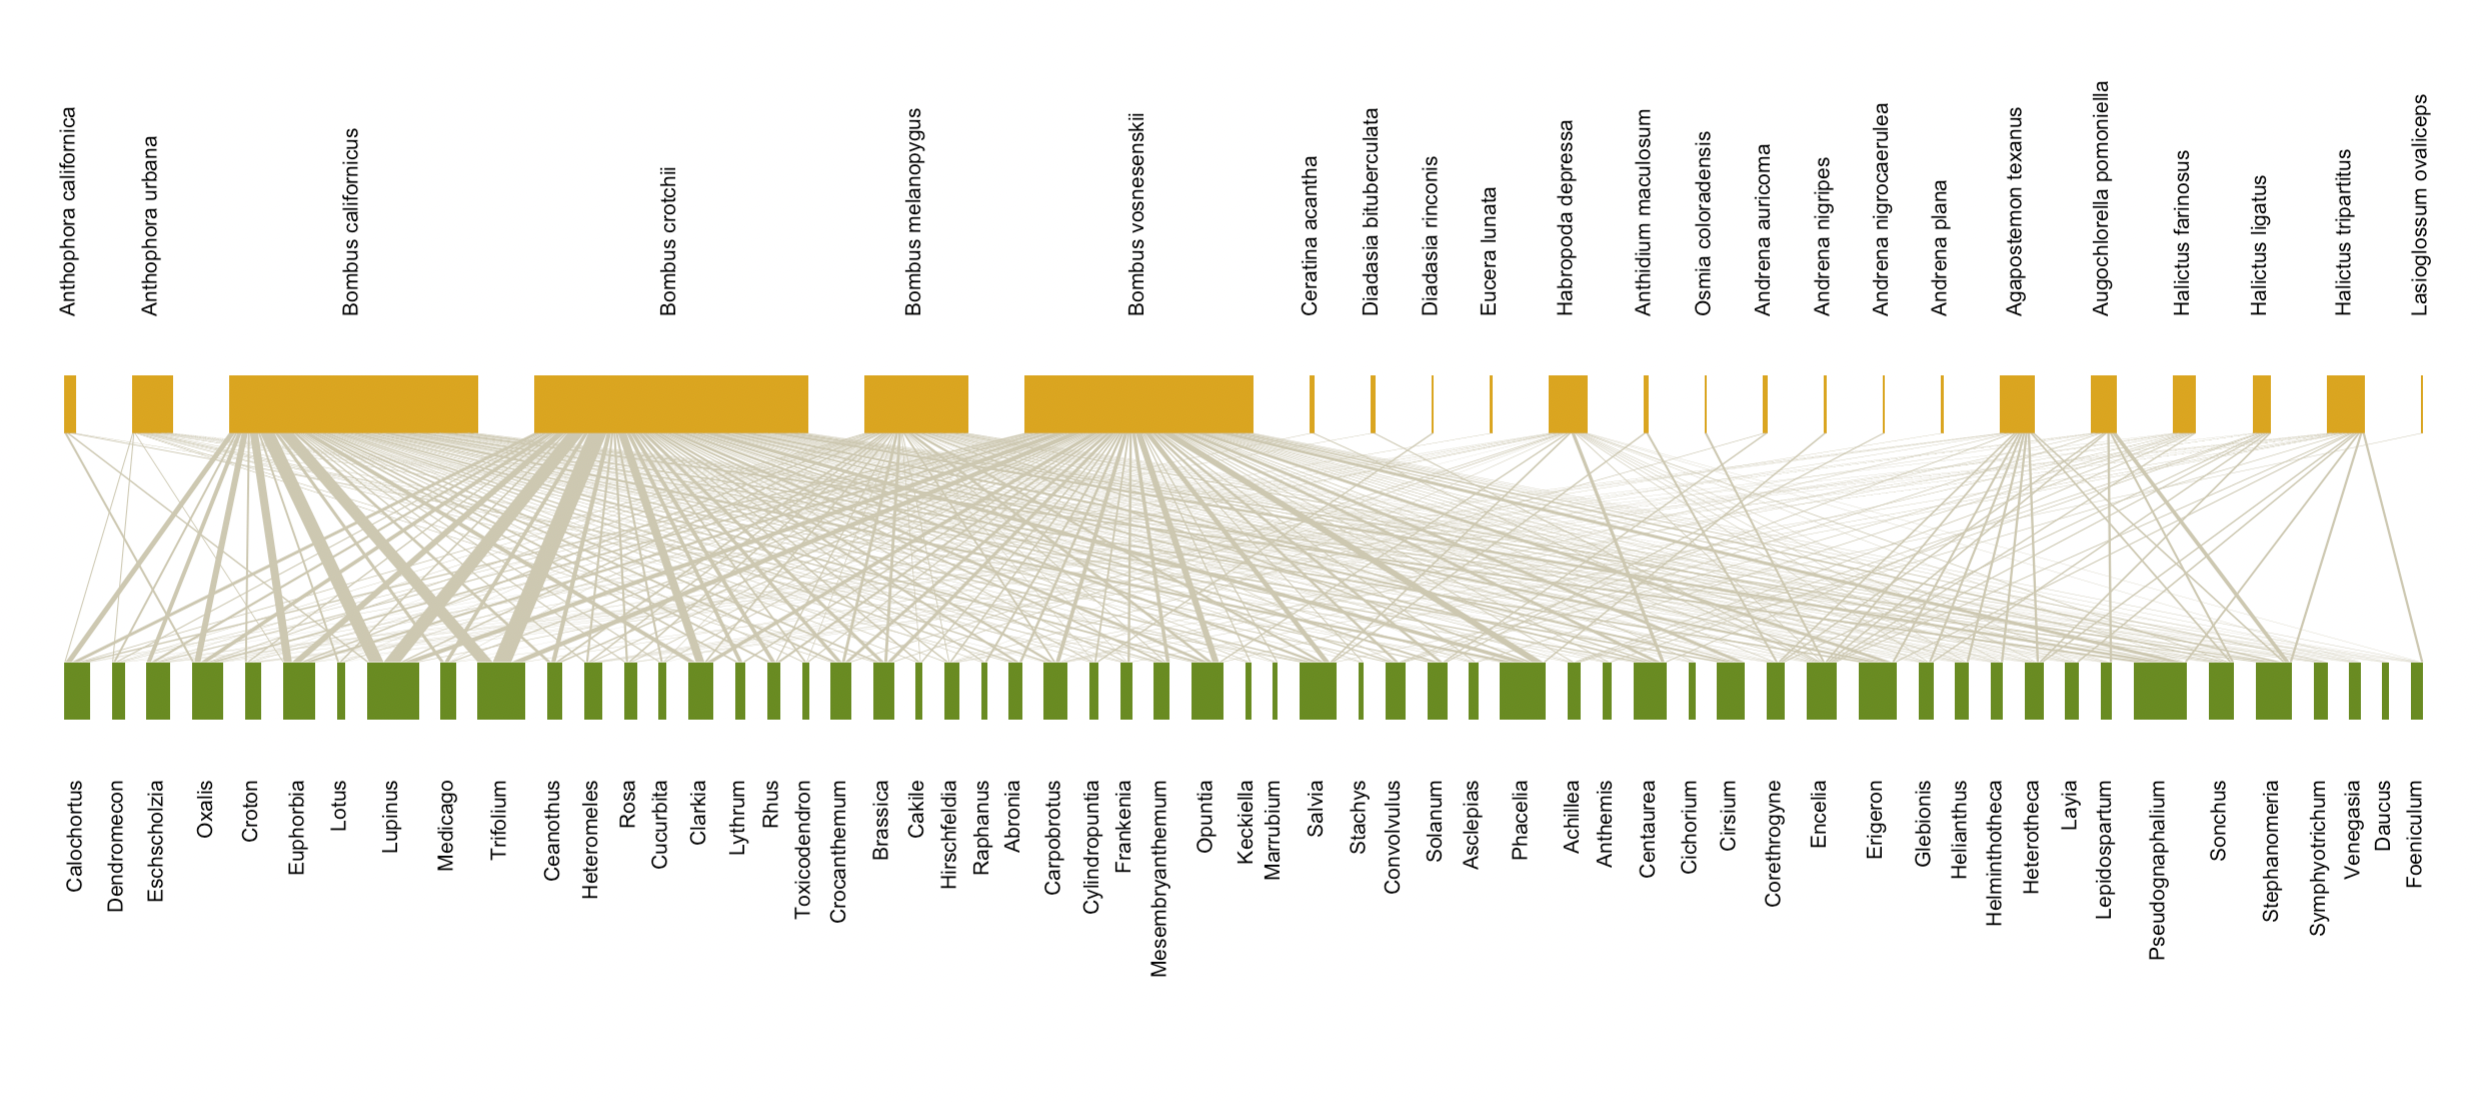 Anthophora californica
Anthophora urbana
Bombus californicus
Bombus crotchii
Bombus melanopygus
Bombus vosnesenskii
Ceratina acantha
Diadasia bituberculata
Diadasia rinconis
Eucera lunata
Habropoda depressa
Anthidium maculosum
Osmia coloradensis
Andrena auricoma
Andrena nigripes
Andrena nigrocaerulea
Andrena plana
Agapostemon texanus
Augochlorella pomoniella
Halictus farinosus
Halictus ligatus
Halictus tripartitus
Lasioglossum ovaliceps
Calochortus
Dendromecon
Eschscholzia
Oxalis
Croton
Euphorbia
Lotus
Lupinus
Medicago
Trifolium
Ceanothus
Heteromeles
Rosa
Cucurbita
Clarkia
Lythrum
Rhus
Toxicodendron
Crocanthemum
Brassica
Cakile
Hirschfeldia
Raphanus
Abronia
Carpobrotus
Cylindropuntia
Frankenia
Mesembryanthemum
Opuntia
Keckiella
Marrubium
Salvia
Stachys
Convolvulus
Solanum
Asclepias
Phacelia
Achillea
Anthemis
Centaurea
Cichorium
Cirsium
Corethrogyne
Encelia
Erigeron
Glebionis
Helianthus
Helminthotheca
Heterotheca
Layia
Lepidospartum
Pseudognaphalium
Sonchus
Stephanomeria
Symphyotrichum
Venegasia
Daucus
Foeniculum